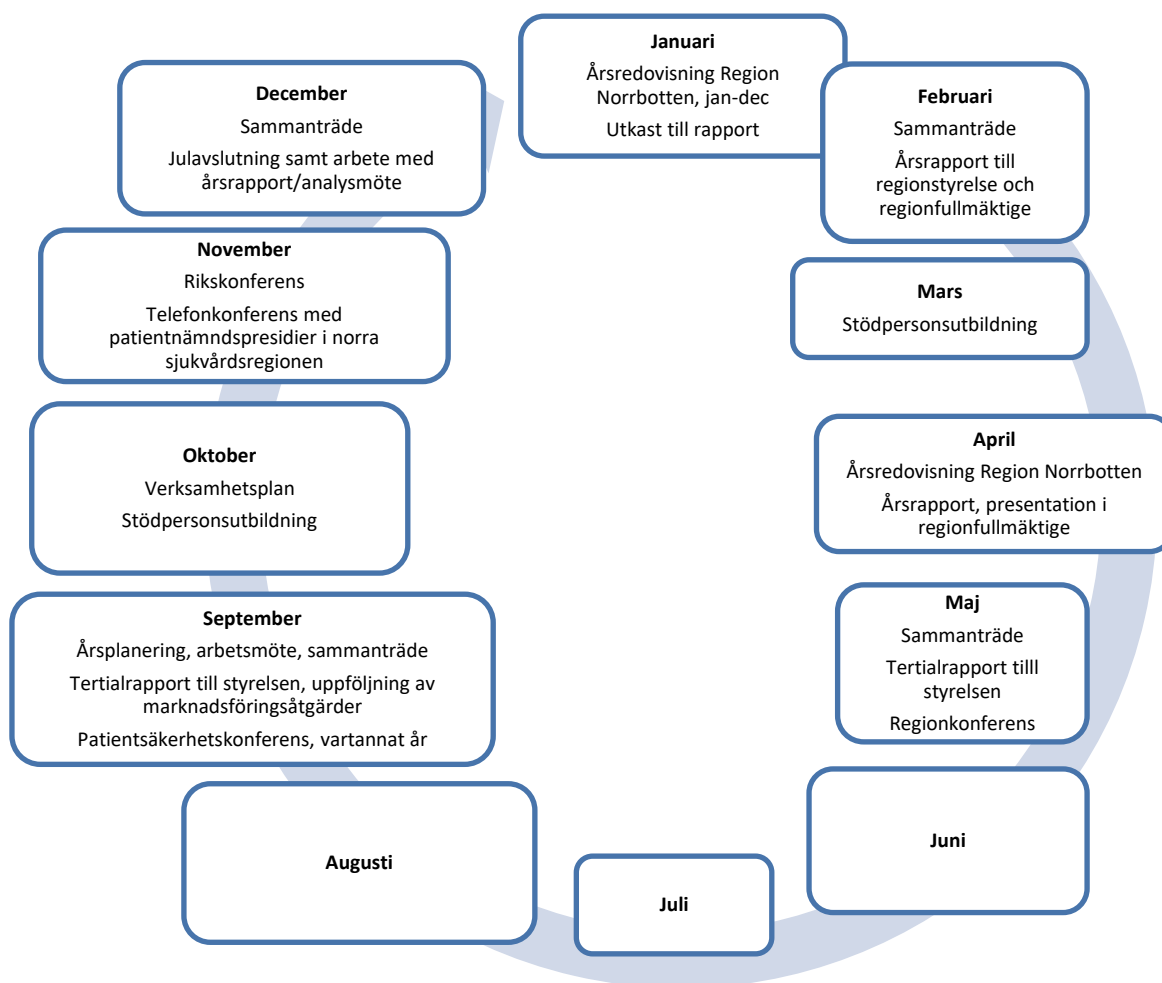 Januari
Årsredovisning Region
Norrbotten, jan-dec
Utkast till rapport
Februari
Sammanträde
Årsrapport till
regionstyrelse och
regionfullmäktige
Mars
Stödpersonsutbildning
April
Årsredovisning Region Norrbotten
Årsrapport, presentation i
regionfullmäktige
Maj
Sammanträde
Tertialrapport tilll
styrelsen
Regionkonferens
Juni
Juli
Augusti
September
Årsplanering, arbetsmöte, sammanträde
Tertialrapport till styrelsen, uppföljning av
marknadsföringsåtgärder
Patientsäkerhetskonferens, vartannat år
Oktober
Verksamhetsplan
Stödpersonsutbildning
November
Rikskonferens
Telefonkonferens med
patientnämndspresidier i norra
sjukvårdsregionen
December
Sammanträde
Julavslutning samt arbete med
årsrapport/analysmöte